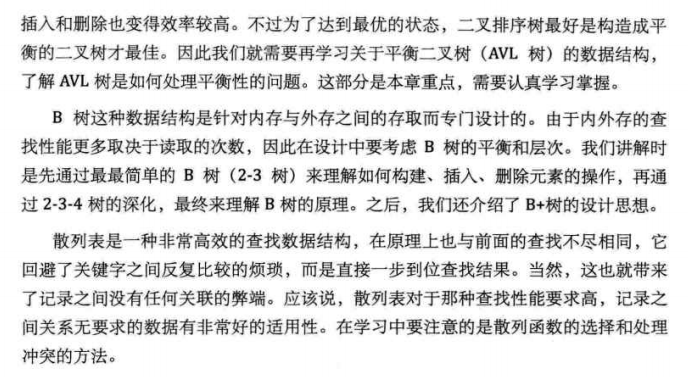 插入和删除也变得效率较高。不过为了达到最优的状态，二叉排序树最好是构造成平
衡的二叉树才最佳。因此我们就需要再学习关于平衡二叉树（AVL 树）的数据结构，
了解 AVL 树是如何处理平衡性的问题。这部分是本章重点，需要认真学习掌握。
B 树这种数据结构是针对内存与外存之间的存取而专门设计的。由于内外存的查
找性能更多取决于读取的次数，因此在设计中要考虑 B 树的平衡和层次。我们讲解时
是先通过最最简单的 B 树（2-3 树）来理解如何构建、插入、删除元素的操作，再通
过 2-3-4 树的深化，最终来理解 B 树的原理。之后，我们还介绍了 B+树的设计思想。
散列表是一种非常高效的查找数据结构，在原理上也与前面的查找不尽相同，它
回避了关键字之间反复比较的烦琐，而是直接一步到位查找结果。当然，这也就带来
了记录之间没有任何关联的弊端。应该说，散列表对于那种查找性能要求高，记录之
间关系无要求的数据有非常好的适用性。在学习中要注意的是散列函数的选择和处理
冲突的方法。